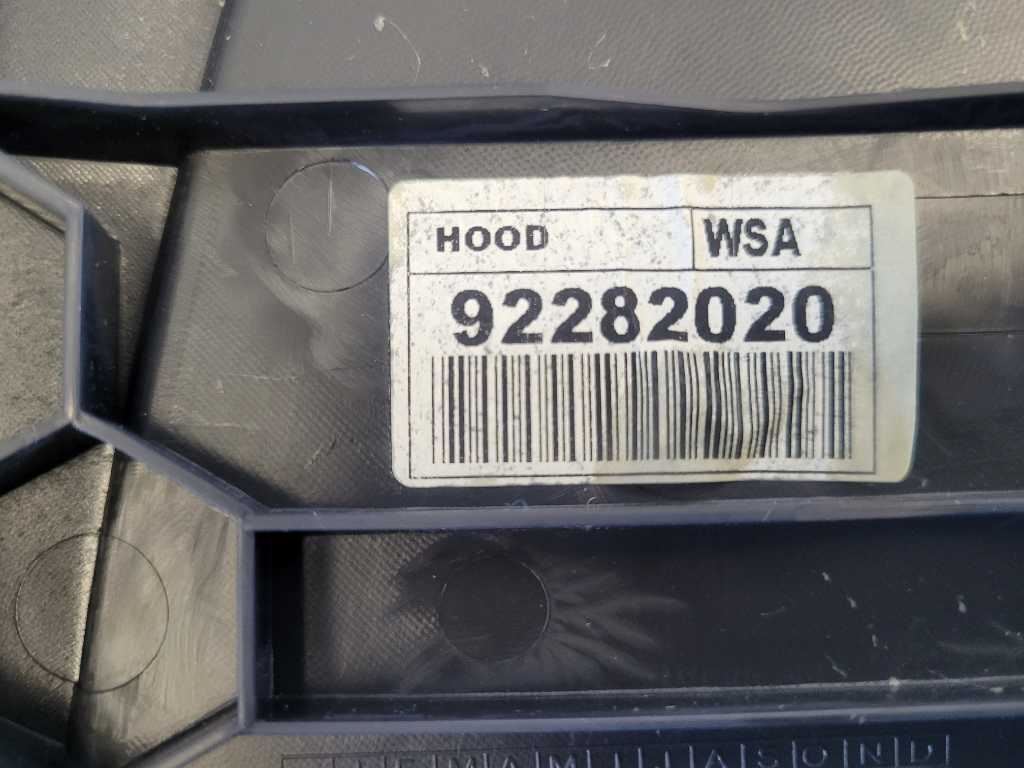 HOOD WSA
92282020
J F M A M J J A S O N D